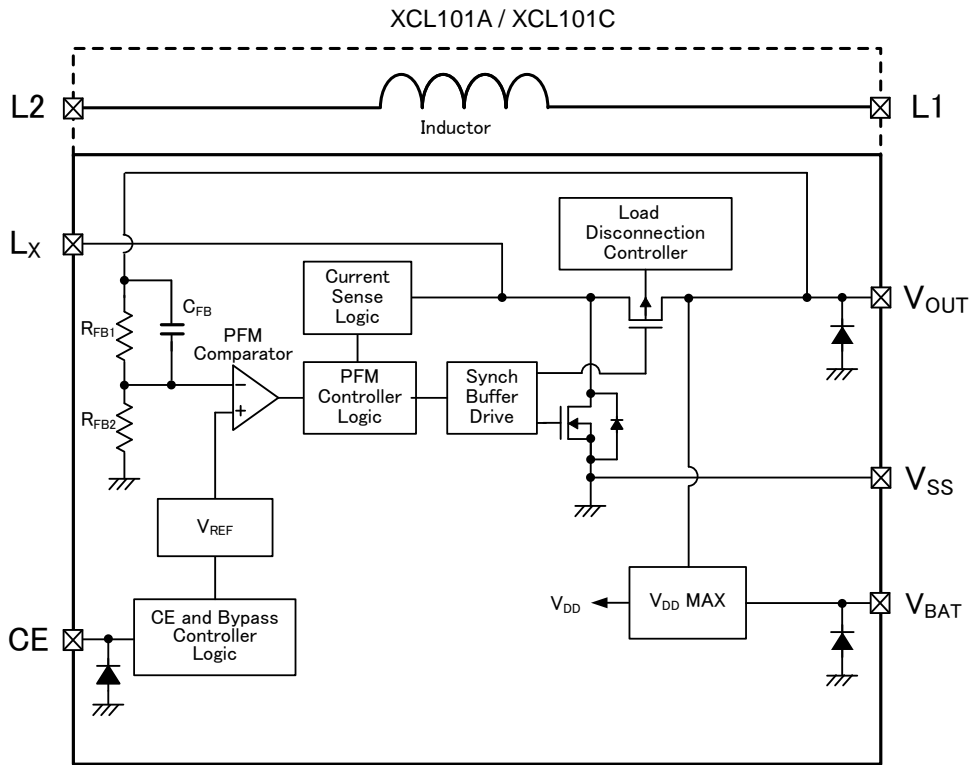 XCL101A / XCL101C
L2
L1
Inductor
LX
Load
Disconnection
Controller
Current
Sense
Logic
VOUT
CFB
RFB1
PFM
Comparator
−
+
PFM
Controller
Logic
Synch
Buffer
Drive
RFB2
VSS
VREF
VDD
VDD MAX
VBAT
CE
CE and Bypass
Controller
Logic